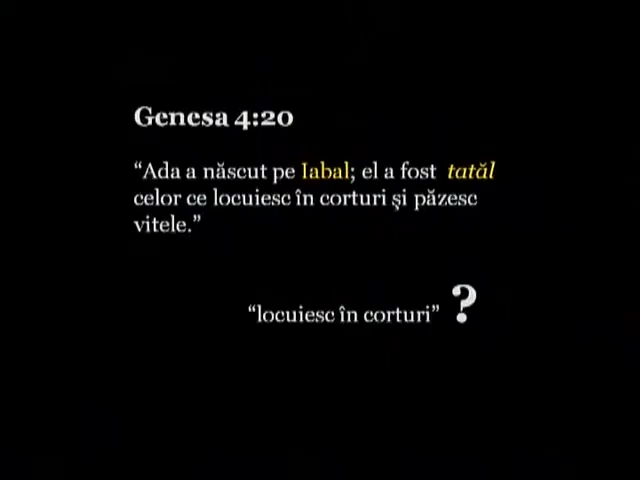 Genesa 4:20
“Ada a născut pe Iabal; el a fost tatăl
celor ce locuiesc în corturi şi păzesc
vitele.”
“locuiesc în corturi” ?